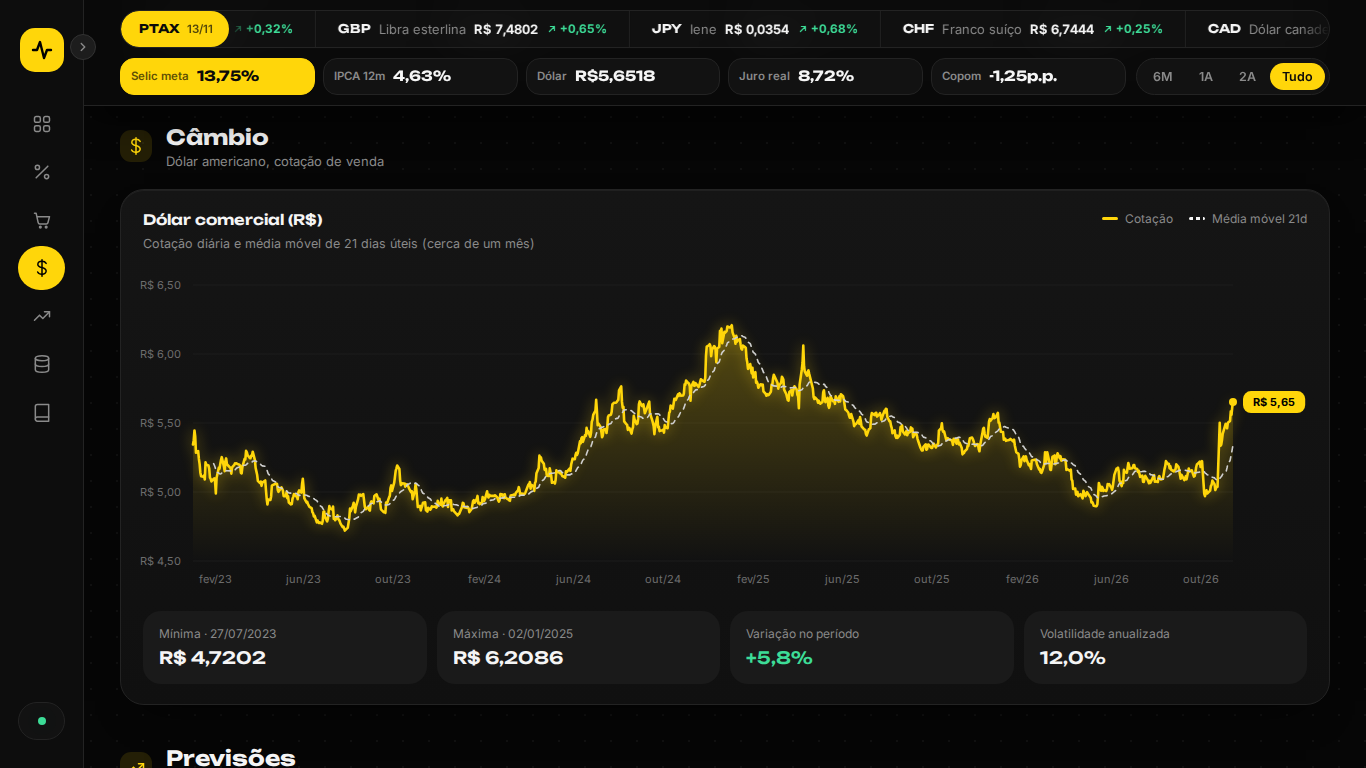 PTAX 13/11 +0,32% GBP Libra esterlina R$ 7,4802 +0,65% JPY Iene R$ 0,0354 +0,68% CHF Franco suíço R$ 6,7444 +0,25% CAD Dólar canad
Selic meta 13,75% IPCA 12m 4,63% Dólar R$5,6518 Juro real 8,72% Copom -1,25p.p. 6M 1A 2A Tudo
$ Câmbio
Dólar americano, cotação de venda
Dólar comercial (R$) Cotação Média móvel 21d
Cotação diária e média móvel de 21 dias úteis (cerca de um mês)
$
R$ 6,50
R$ 6,00
R$ 5,65
R$ 5,50
R$ 5,00
R$ 4,50
fev/23 jun/23 out/23 fev/24 jun/24 out/24 fev/25 jun/25 out/25 fev/26 jun/26 out/26
Mínima · 27/07/2023 Máxima · 02/01/2025 Variação no período Volatilidade anualizada
R$ 4,7202 R$ 6,2086 +5,8% 12,0%
Previsões